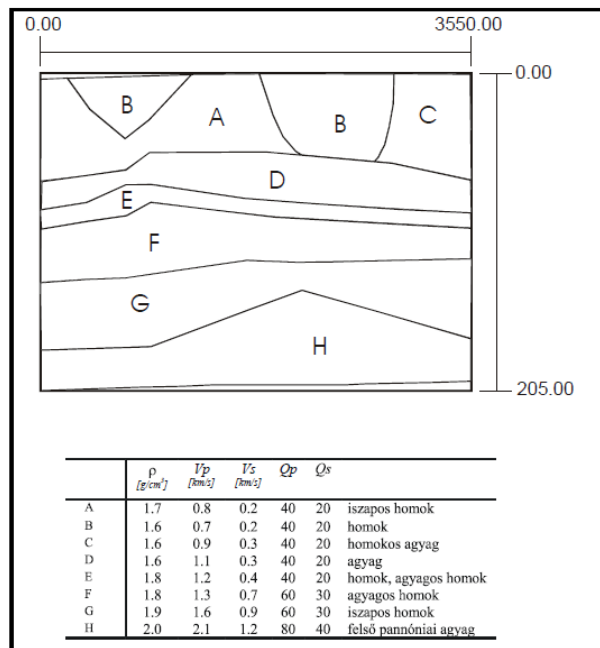 0.00 3550.00
0.00
B A B C
D
E
F
G
H
205.00
ρ Vp Vs Qp Qs
[g/cm³] [km/s] [km/s]
A 1.7 0.8 0.2 40 20 iszapos homok
B 1.6 0.7 0.2 40 20 homok
C 1.6 0.9 0.3 40 20 homokos agyag
D 1.6 1.1 0.3 40 20 agyag
E 1.8 1.2 0.4 40 20 homok, agyagos homok
F 1.8 1.3 0.7 60 30 agyagos homok
G 1.9 1.6 0.9 60 30 iszapos homok
H 2.0 2.1 1.2 80 40 felső pannóniai agyag